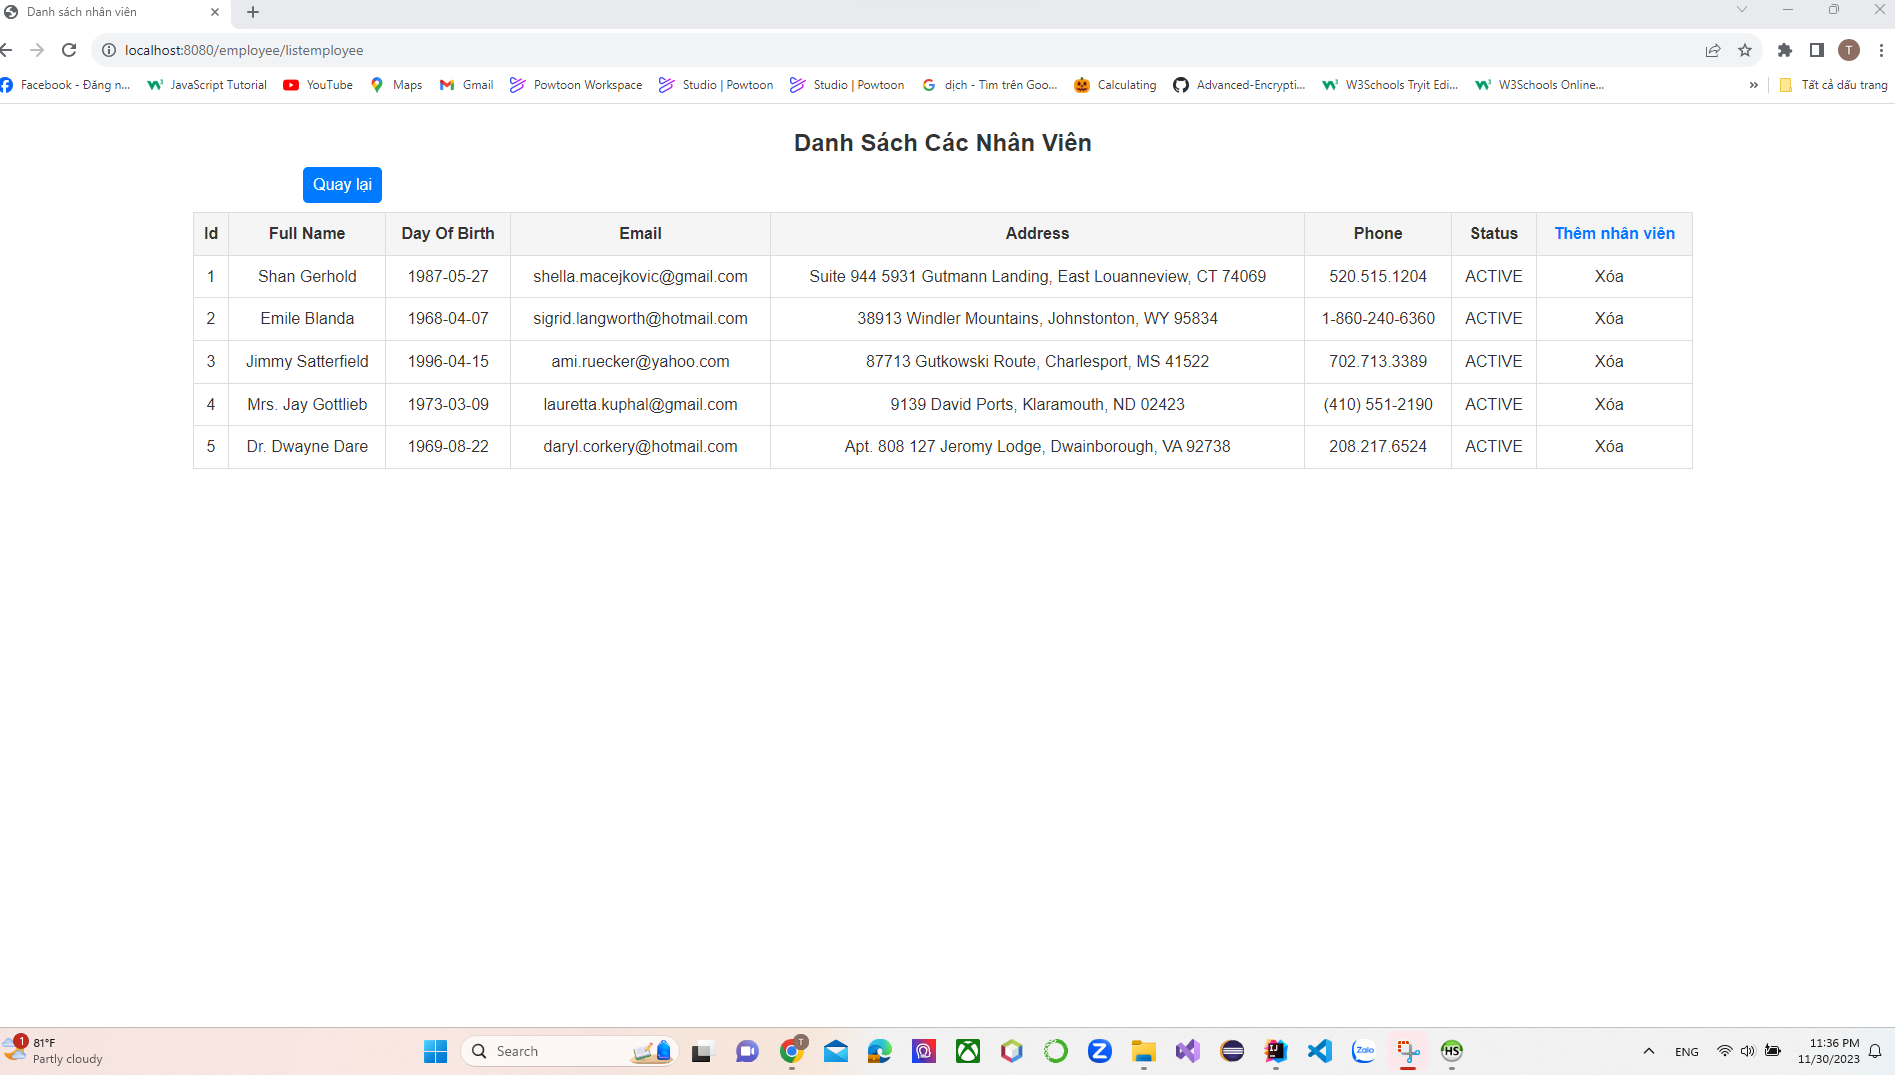 Danh sách nhân viên
localhost:8080/employee/listemployee
T
Facebook - Đăng n... JavaScript Tutorial YouTube Maps Gmail Powtoon Workspace Studio | Powtoon Studio | Powtoon dịch - Tìm trên Goo... Calculating Advanced-Encrypti... W3Schools Tryit Edi... W3Schools Online... » Tất cả dấu trang
Danh Sách Các Nhân Viên
Quay lại
Id Full Name Day Of Birth Email Address Phone Status Thêm nhân viên
1 Shan Gerhold 1987-05-27 shella.macejkovic@gmail.com Suite 944 5931 Gutmann Landing, East Louanneview, CT 74069 520.515.1204 ACTIVE Xóa
2 Emile Blanda 1968-04-07 sigrid.langworth@hotmail.com 38913 Windler Mountains, Johnstonton, WY 95834 1-860-240-6360 ACTIVE Xóa
3 Jimmy Satterfield 1996-04-15 ami.ruecker@yahoo.com 87713 Gutkowski Route, Charlesport, MS 41522 702.713.3389 ACTIVE Xóa
4 Mrs. Jay Gottlieb 1973-03-09 lauretta.kuphal@gmail.com 9139 David Ports, Klaramouth, ND 02423 (410) 551-2190 ACTIVE Xóa
5 Dr. Dwayne Dare 1969-08-22 daryl.corkery@hotmail.com Apt. 808 127 Jeromy Lodge, Dwainborough, VA 92738 208.217.6524 ACTIVE Xóa
1 81°F
Partly cloudy
Search
T
IJ
Zalo
HS
ENG
11:36 PM
11/30/2023